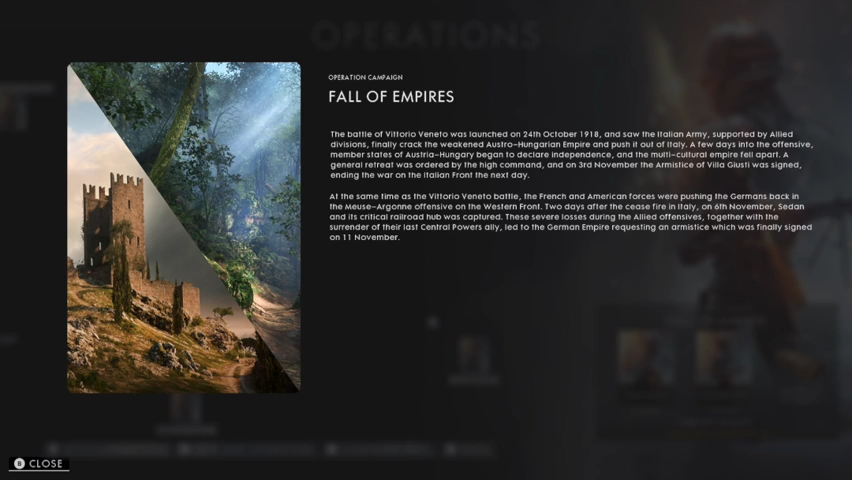 OPERATIONS
OPERATION CAMPAIGN
FALL OF EMPIRES
The battle of Vittorio Veneto was launched on 24th October 1918, and saw the Italian Army, supported by Allied
divisions, finally crack the weakened Austro-Hungarian Empire and push it out of Italy. A few days into the offensive,
member states of Austria-Hungary began to declare independence, and the multi-cultural empire fell apart. A
general retreat was ordered by the high command, and on 3rd November the Armistice of Villa Giusti was signed,
ending the war on the Italian Front the next day.
At the same time as the Vittorio Veneto battle, the French and American forces were pushing the Germans back in
the Meuse-Argonne offensive on the Western Front. Two days after the cease fire in Italy, on 6th November, Sedan
and its critical railroad hub was captured. These severe losses during the Allied offensives, together with the
surrender of their last Central Powers ally, led to the German Empire requesting an armistice which was finally signed
on 11 November.
B CLOSE